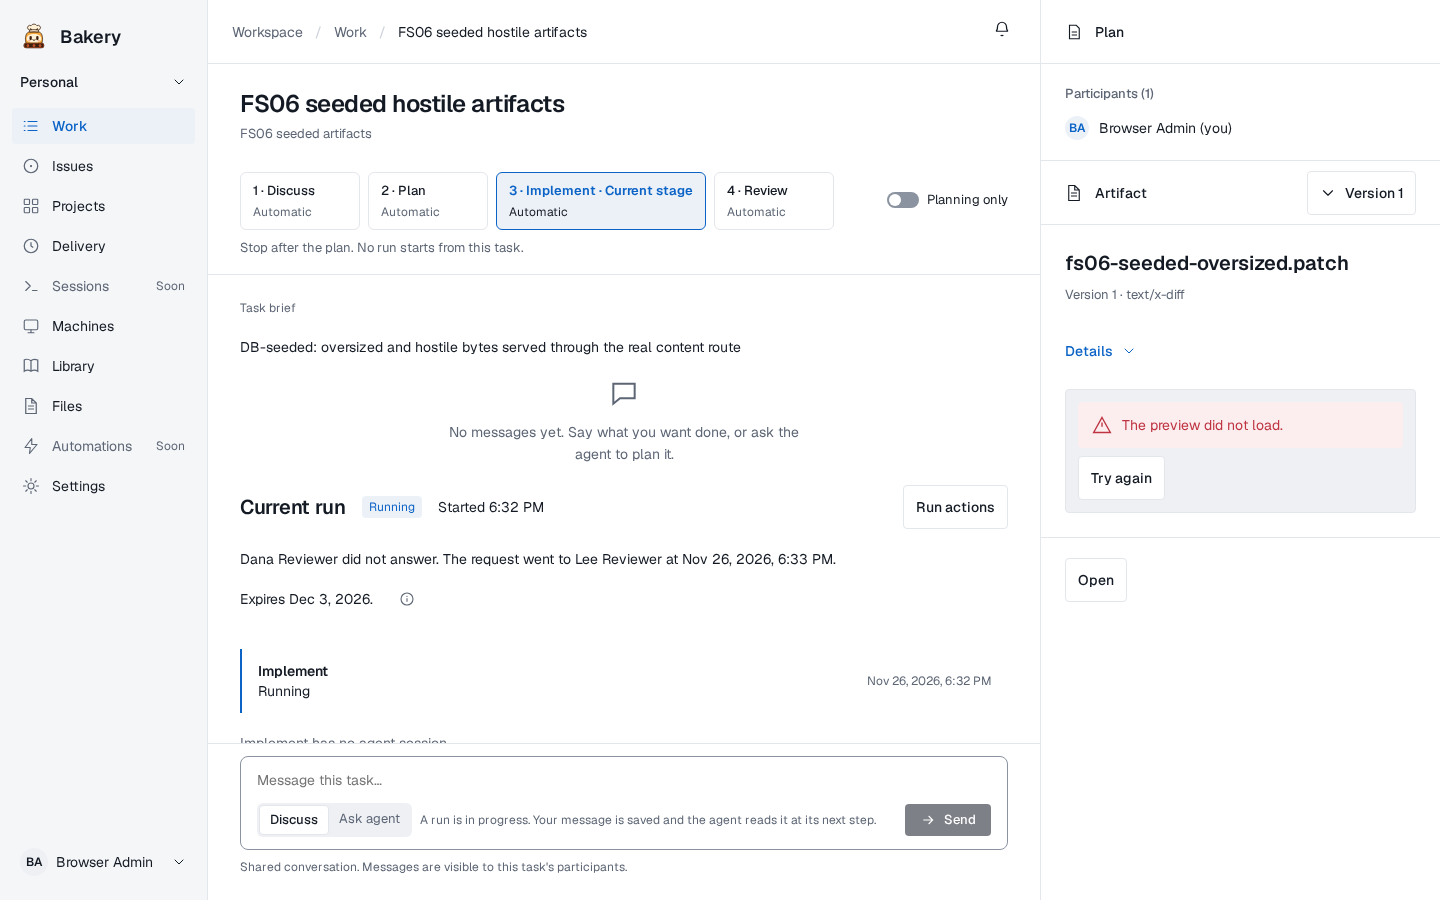 Bakery
Personal
Work
Issues
Projects
Delivery
Sessions Soon
Machines
Library
Files
Automations Soon
Settings
BA Browser Admin
Workspace / Work / FS06 seeded hostile artifacts
FS06 seeded hostile artifacts
FS06 seeded artifacts
1 · Discuss
Automatic
2 · Plan
Automatic
3 · Implement · Current stage
Automatic
4 · Review
Automatic
Planning only
Stop after the plan. No run starts from this task.
Task brief
DB-seeded: oversized and hostile bytes served through the real content route
No messages yet. Say what you want done, or ask the
agent to plan it.
Current run Running Started 6:32 PM Run actions
Dana Reviewer did not answer. The request went to Lee Reviewer at Nov 26, 2026, 6:33 PM.
Expires Dec 3, 2026.
Implement
Running
Nov 26, 2026, 6:32 PM
Implement has no agent session
Message this task...
Discuss Ask agent A run is in progress. Your message is saved and the agent reads it at its next step. Send
Shared conversation. Messages are visible to this task's participants.
Plan
Participants (1)
BA Browser Admin (you)
Artifact Version 1
fs06-seeded-oversized.patch
Version 1 · text/x-diff
Details
The preview did not load.
Try again
Open